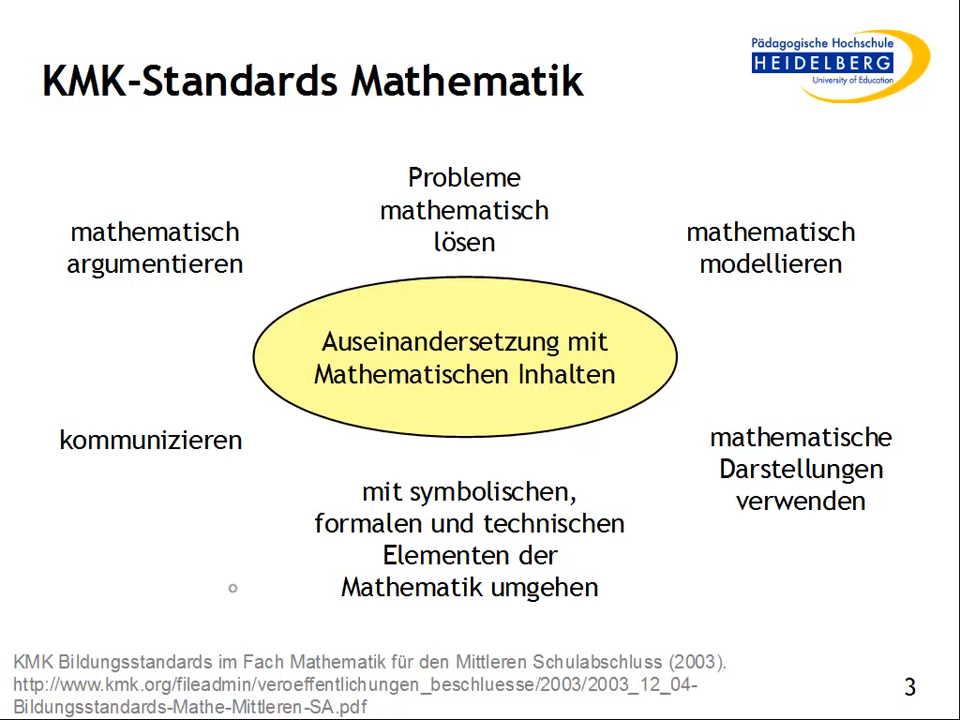 KMK-Standards Mathematik
Pädagogische Hochschule
HEIDELBERG
University of Education
Probleme
mathematisch
lösen
mathematisch
argumentieren
mathematisch
modellieren
Auseinandersetzung mit
Mathematischen Inhalten
kommunizieren
mathematische
Darstellungen
verwenden
mit symbolischen,
formalen und technischen
Elementen der
Mathematik umgehen
KMK Bildungsstandards im Fach Mathematik für den Mittleren Schulabschluss (2003).
http://www.kmk.org/fileadmin/veroeffentlichungen_beschluesse/2003/2003_12_04-
Bildungsstandards-Mathe-Mittleren-SA.pdf
3